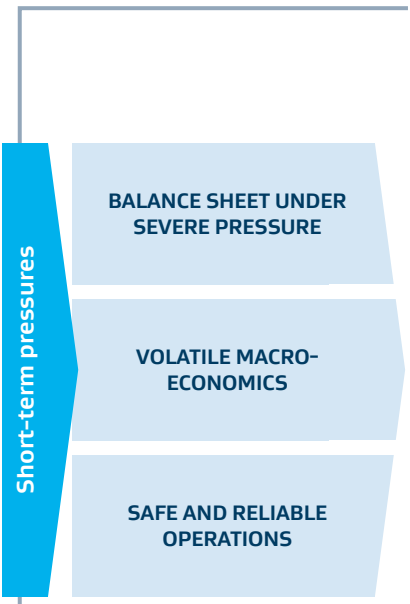 Short-term pressures
BALANCE SHEET UNDER
SEVERE PRESSURE
VOLATILE MACRO-
ECONOMICS
SAFE AND RELIABLE
OPERATIONS